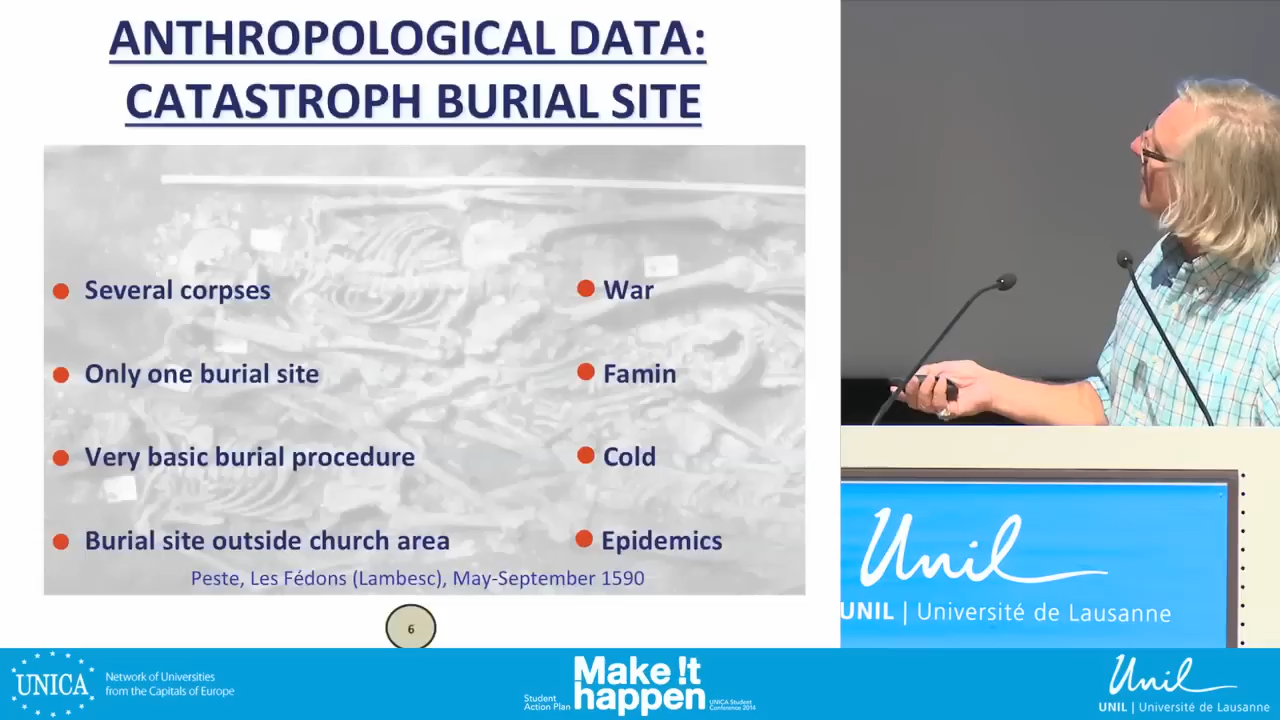 ANTHROPOLOGICAL DATA:
CATASTROPH BURIAL SITE
Several corpses
Only one burial site
Very basic burial procedure
Burial site outside church area
War
Famin
Cold
Epidemics
Peste, Les Fédons (Lambesc), May-September 1590
6
Unil
UNIL | Université de Lausanne
UNICA
Network of Universities
from the Capitals of Europe
Student
Action Plan
Make !t
happen
UNICA Student
Conference 2014
Unil
UNIL | Université de Lausanne